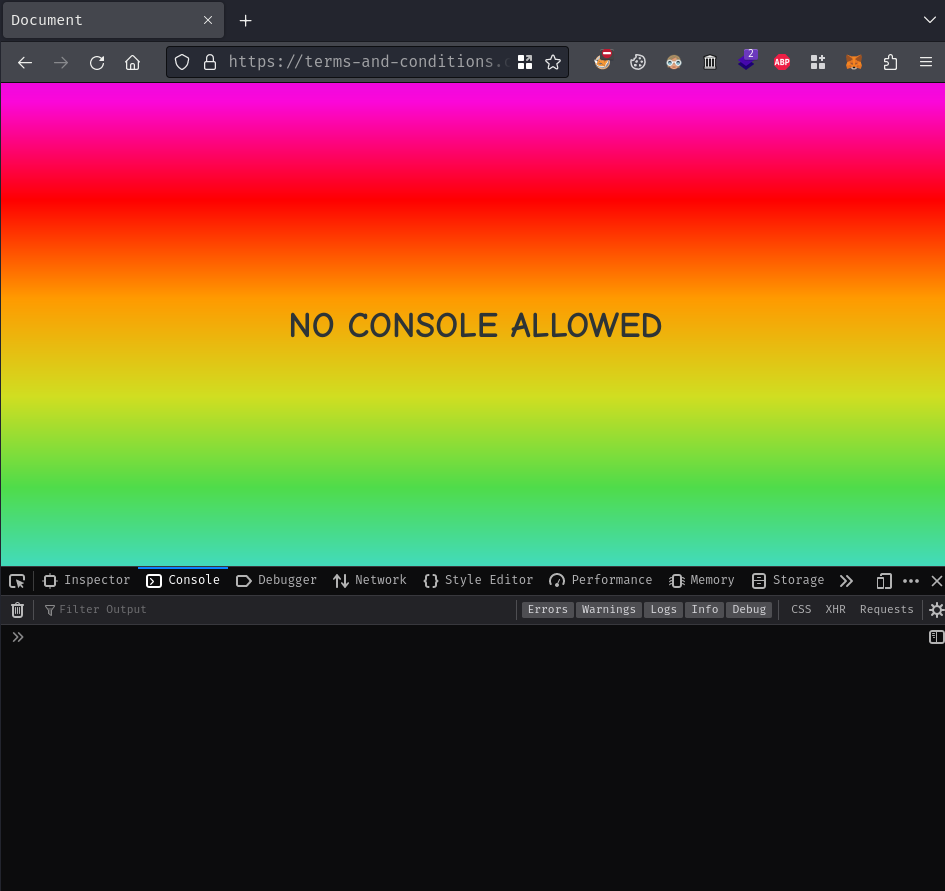 Document
https://terms-and-conditions.
2
ABP
NO CONSOLE ALLOWED
Inspector Console Debugger Network Style Editor Performance Memory Storage
Filter Output Errors Warnings Logs Info Debug CSS XHR Requests